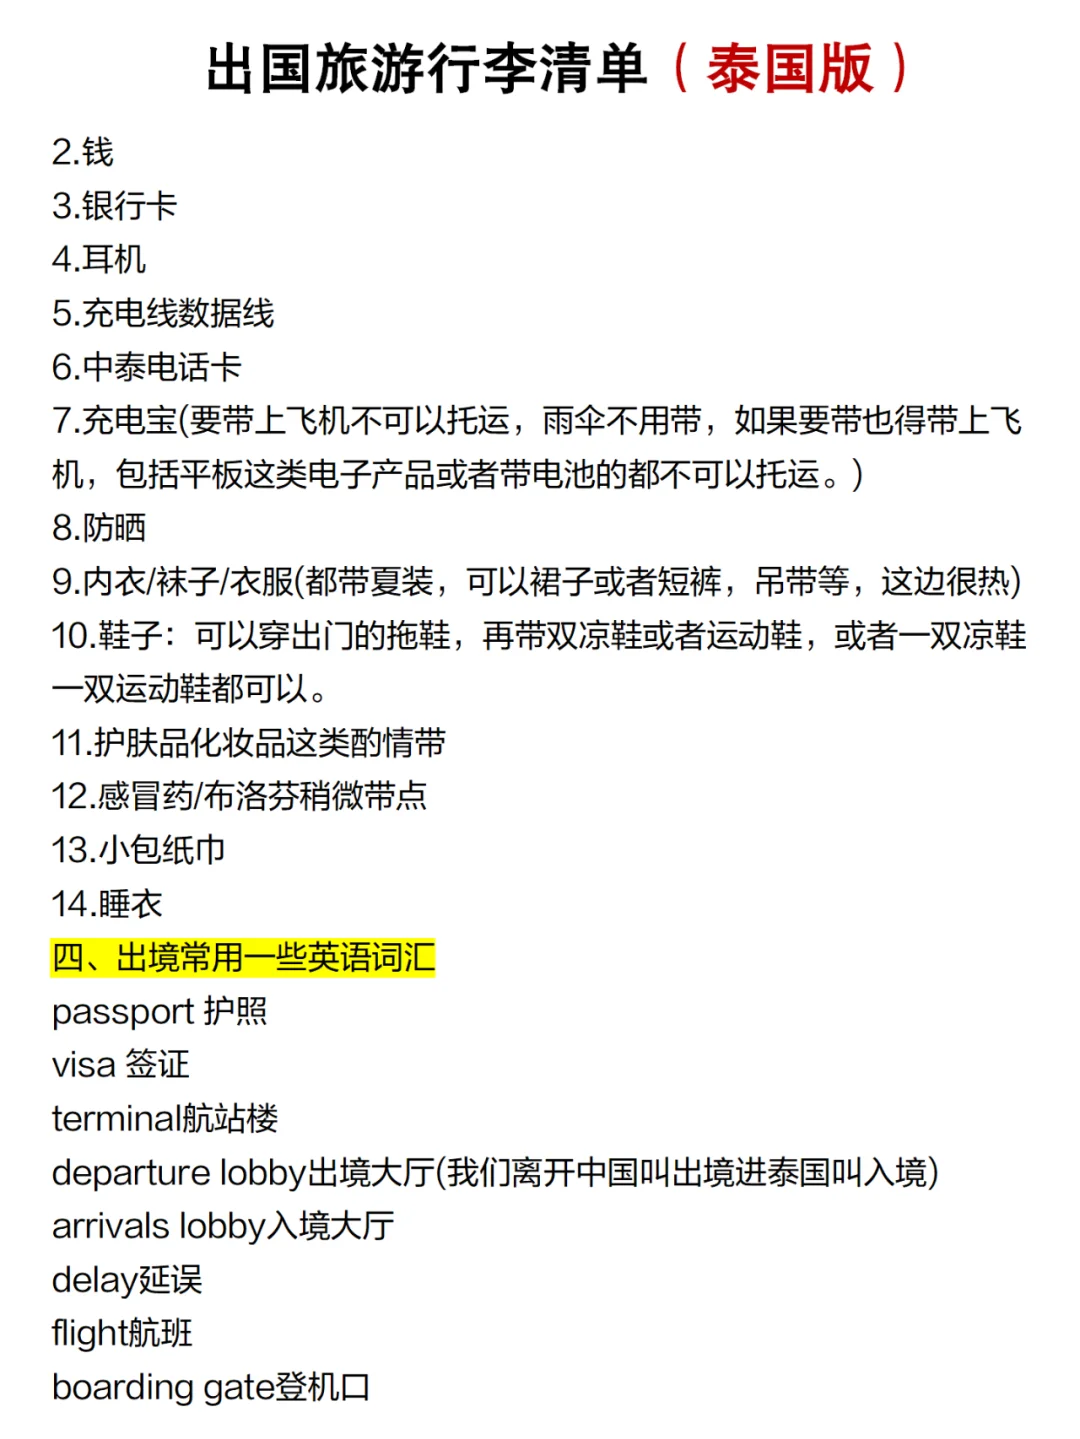 出国旅游行李清单（泰国版）
2.钱
3.银行卡
4.耳机
5.充电线数据线
6.中泰电话卡
7.充电宝(要带上飞机不可以托运，雨伞不用带，如果要带也得带上飞
机，包括平板这类电子产品或者带电池的都不可以托运。)
8.防晒
9.内衣/袜子/衣服(都带夏装，可以裙子或者短裤，吊带等，这边很热)
10.鞋子：可以穿出门的拖鞋，再带双凉鞋或者运动鞋，或者一双凉鞋
一双运动鞋都可以。
11.护肤品化妆品这类酌情带
12.感冒药/布洛芬稍微带点
13.小包纸巾
14.睡衣
四、出境常用一些英语词汇
passport 护照
visa 签证
terminal航站楼
departure lobby出境大厅(我们离开中国叫出境进泰国叫入境)
arrivals lobby入境大厅
delay延误
flight航班
boarding gate登机口